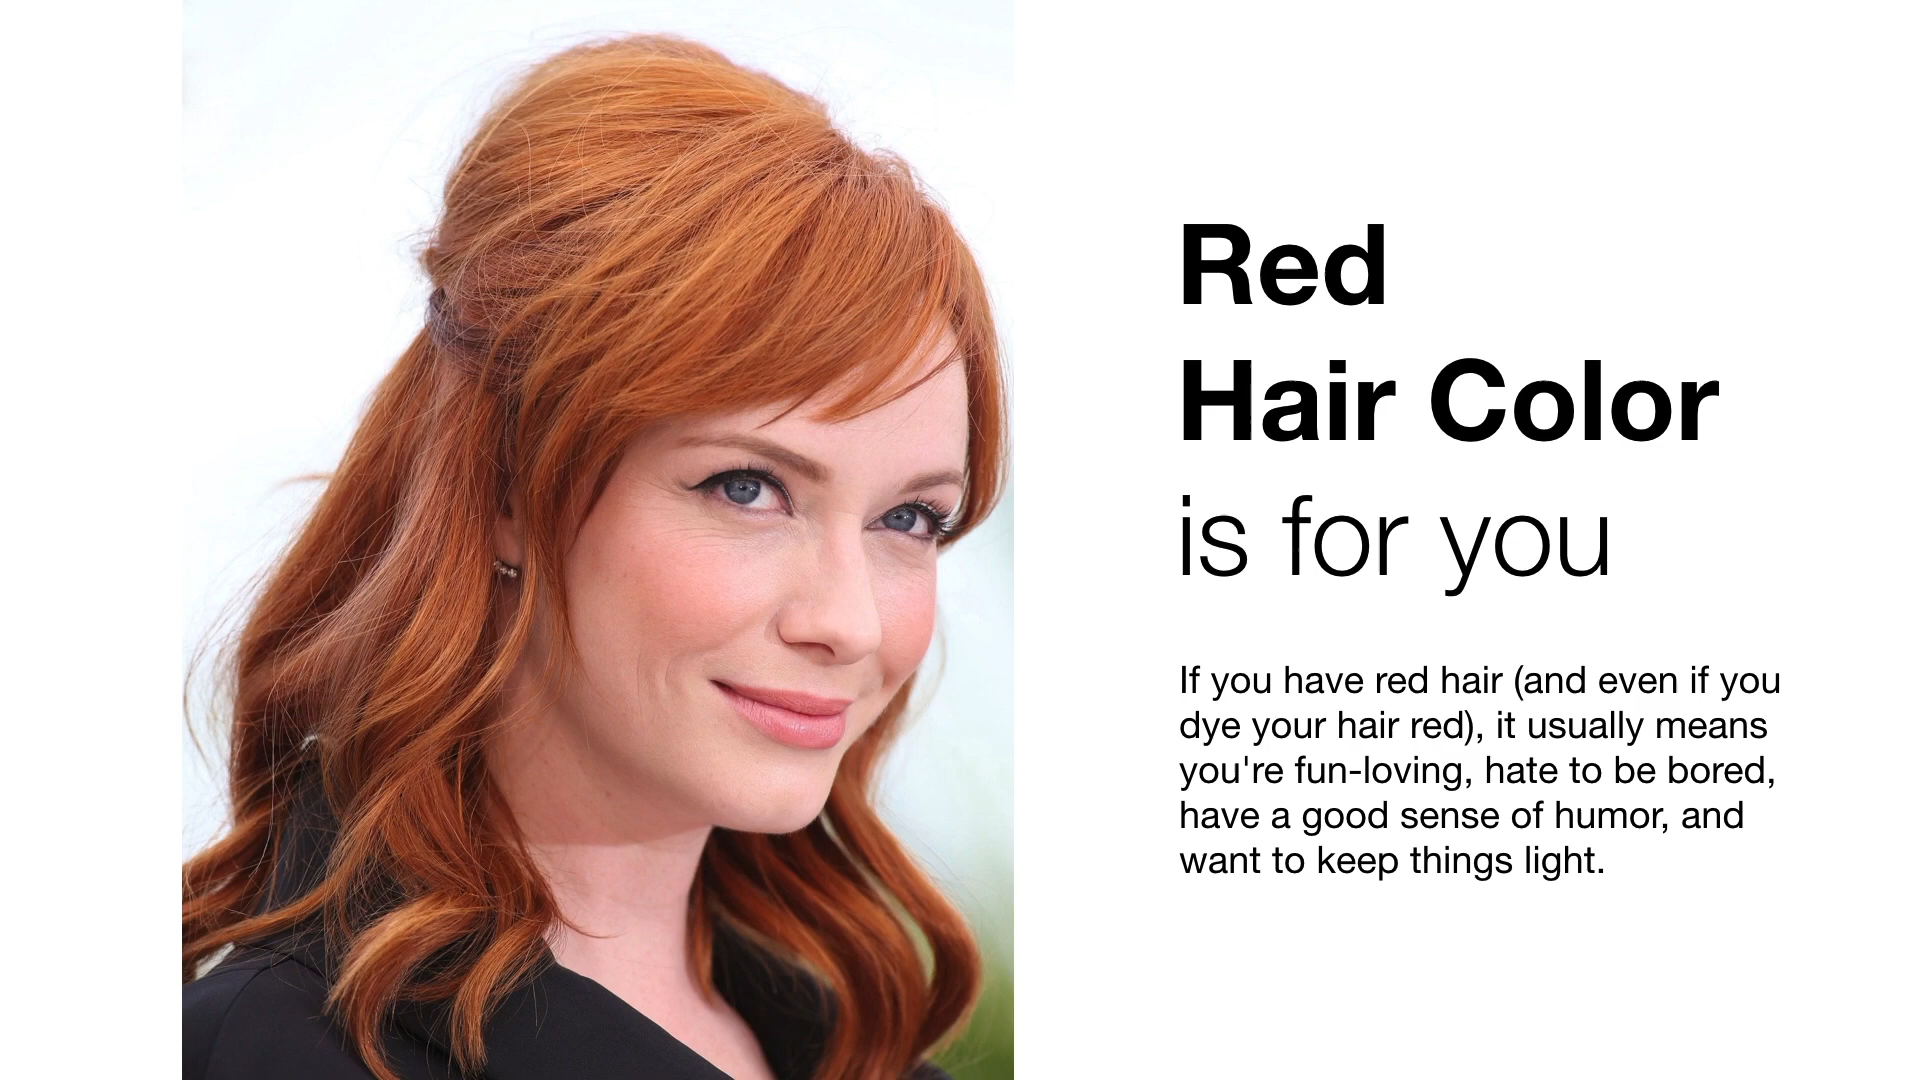 Red
Hair Color
is for you
If you have red hair (and even if you
dye your hair red), it usually means
you're fun-loving, hate to be bored,
have a good sense of humor, and
want to keep things light.